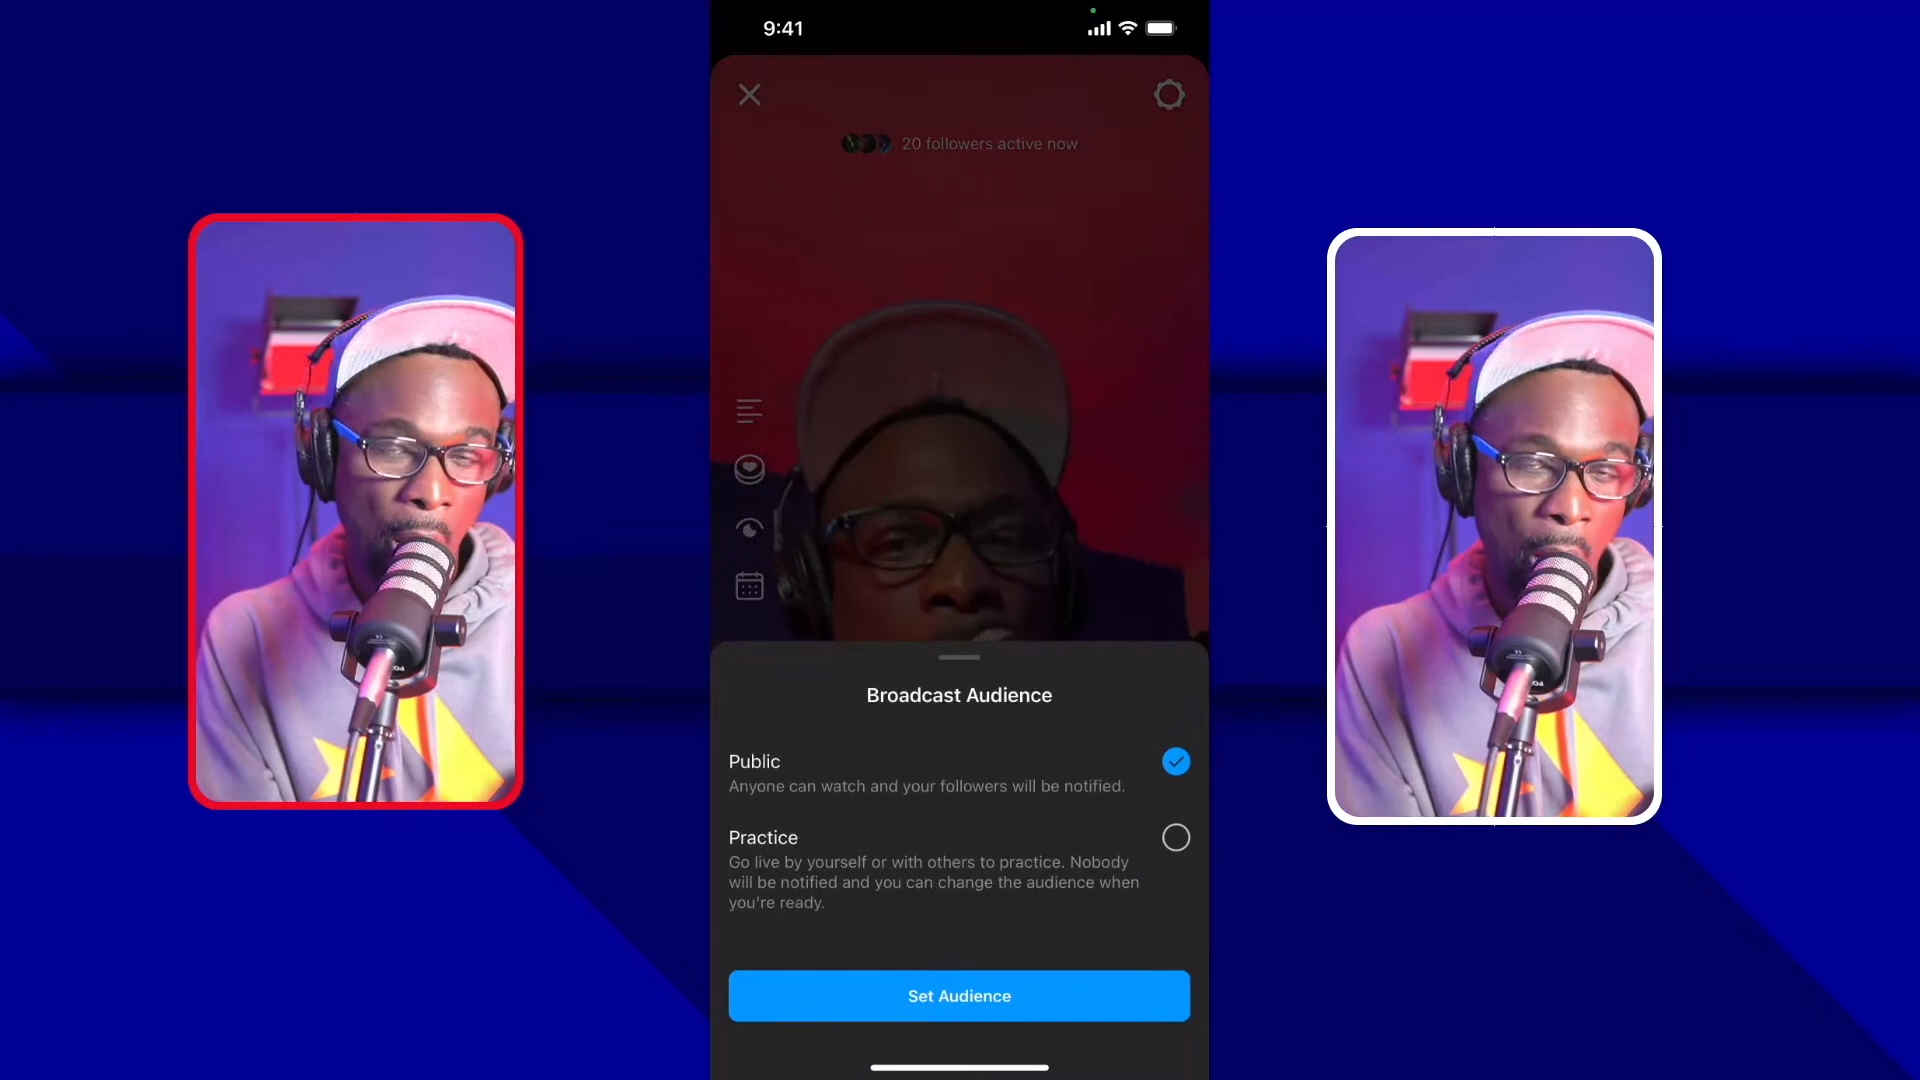 9:41
20 followers active now
Broadcast Audience
Public
Anyone can watch and your followers will be notified.
Practice
Go live by yourself or with others to practice. Nobody
will be notified and you can change the audience when
you're ready.
Set Audience